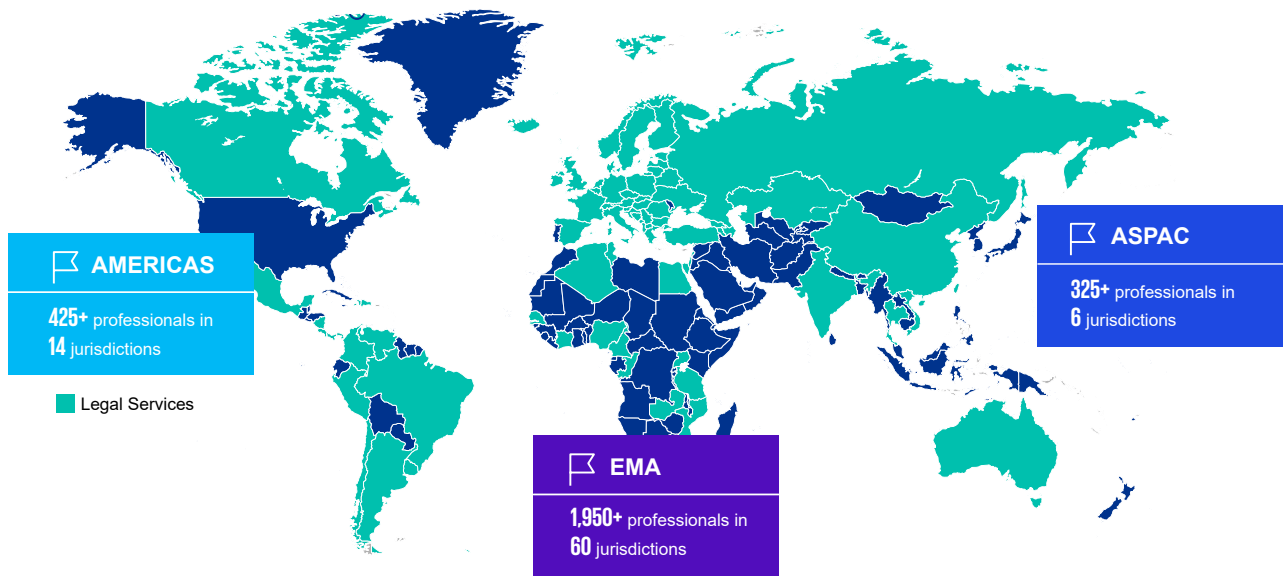 AMERICAS
425+ professionals in
14 jurisdictions
Legal Services
EMA
1,950+ professionals in
60 jurisdictions
ASPAC
325+ professionals in
6 jurisdictions